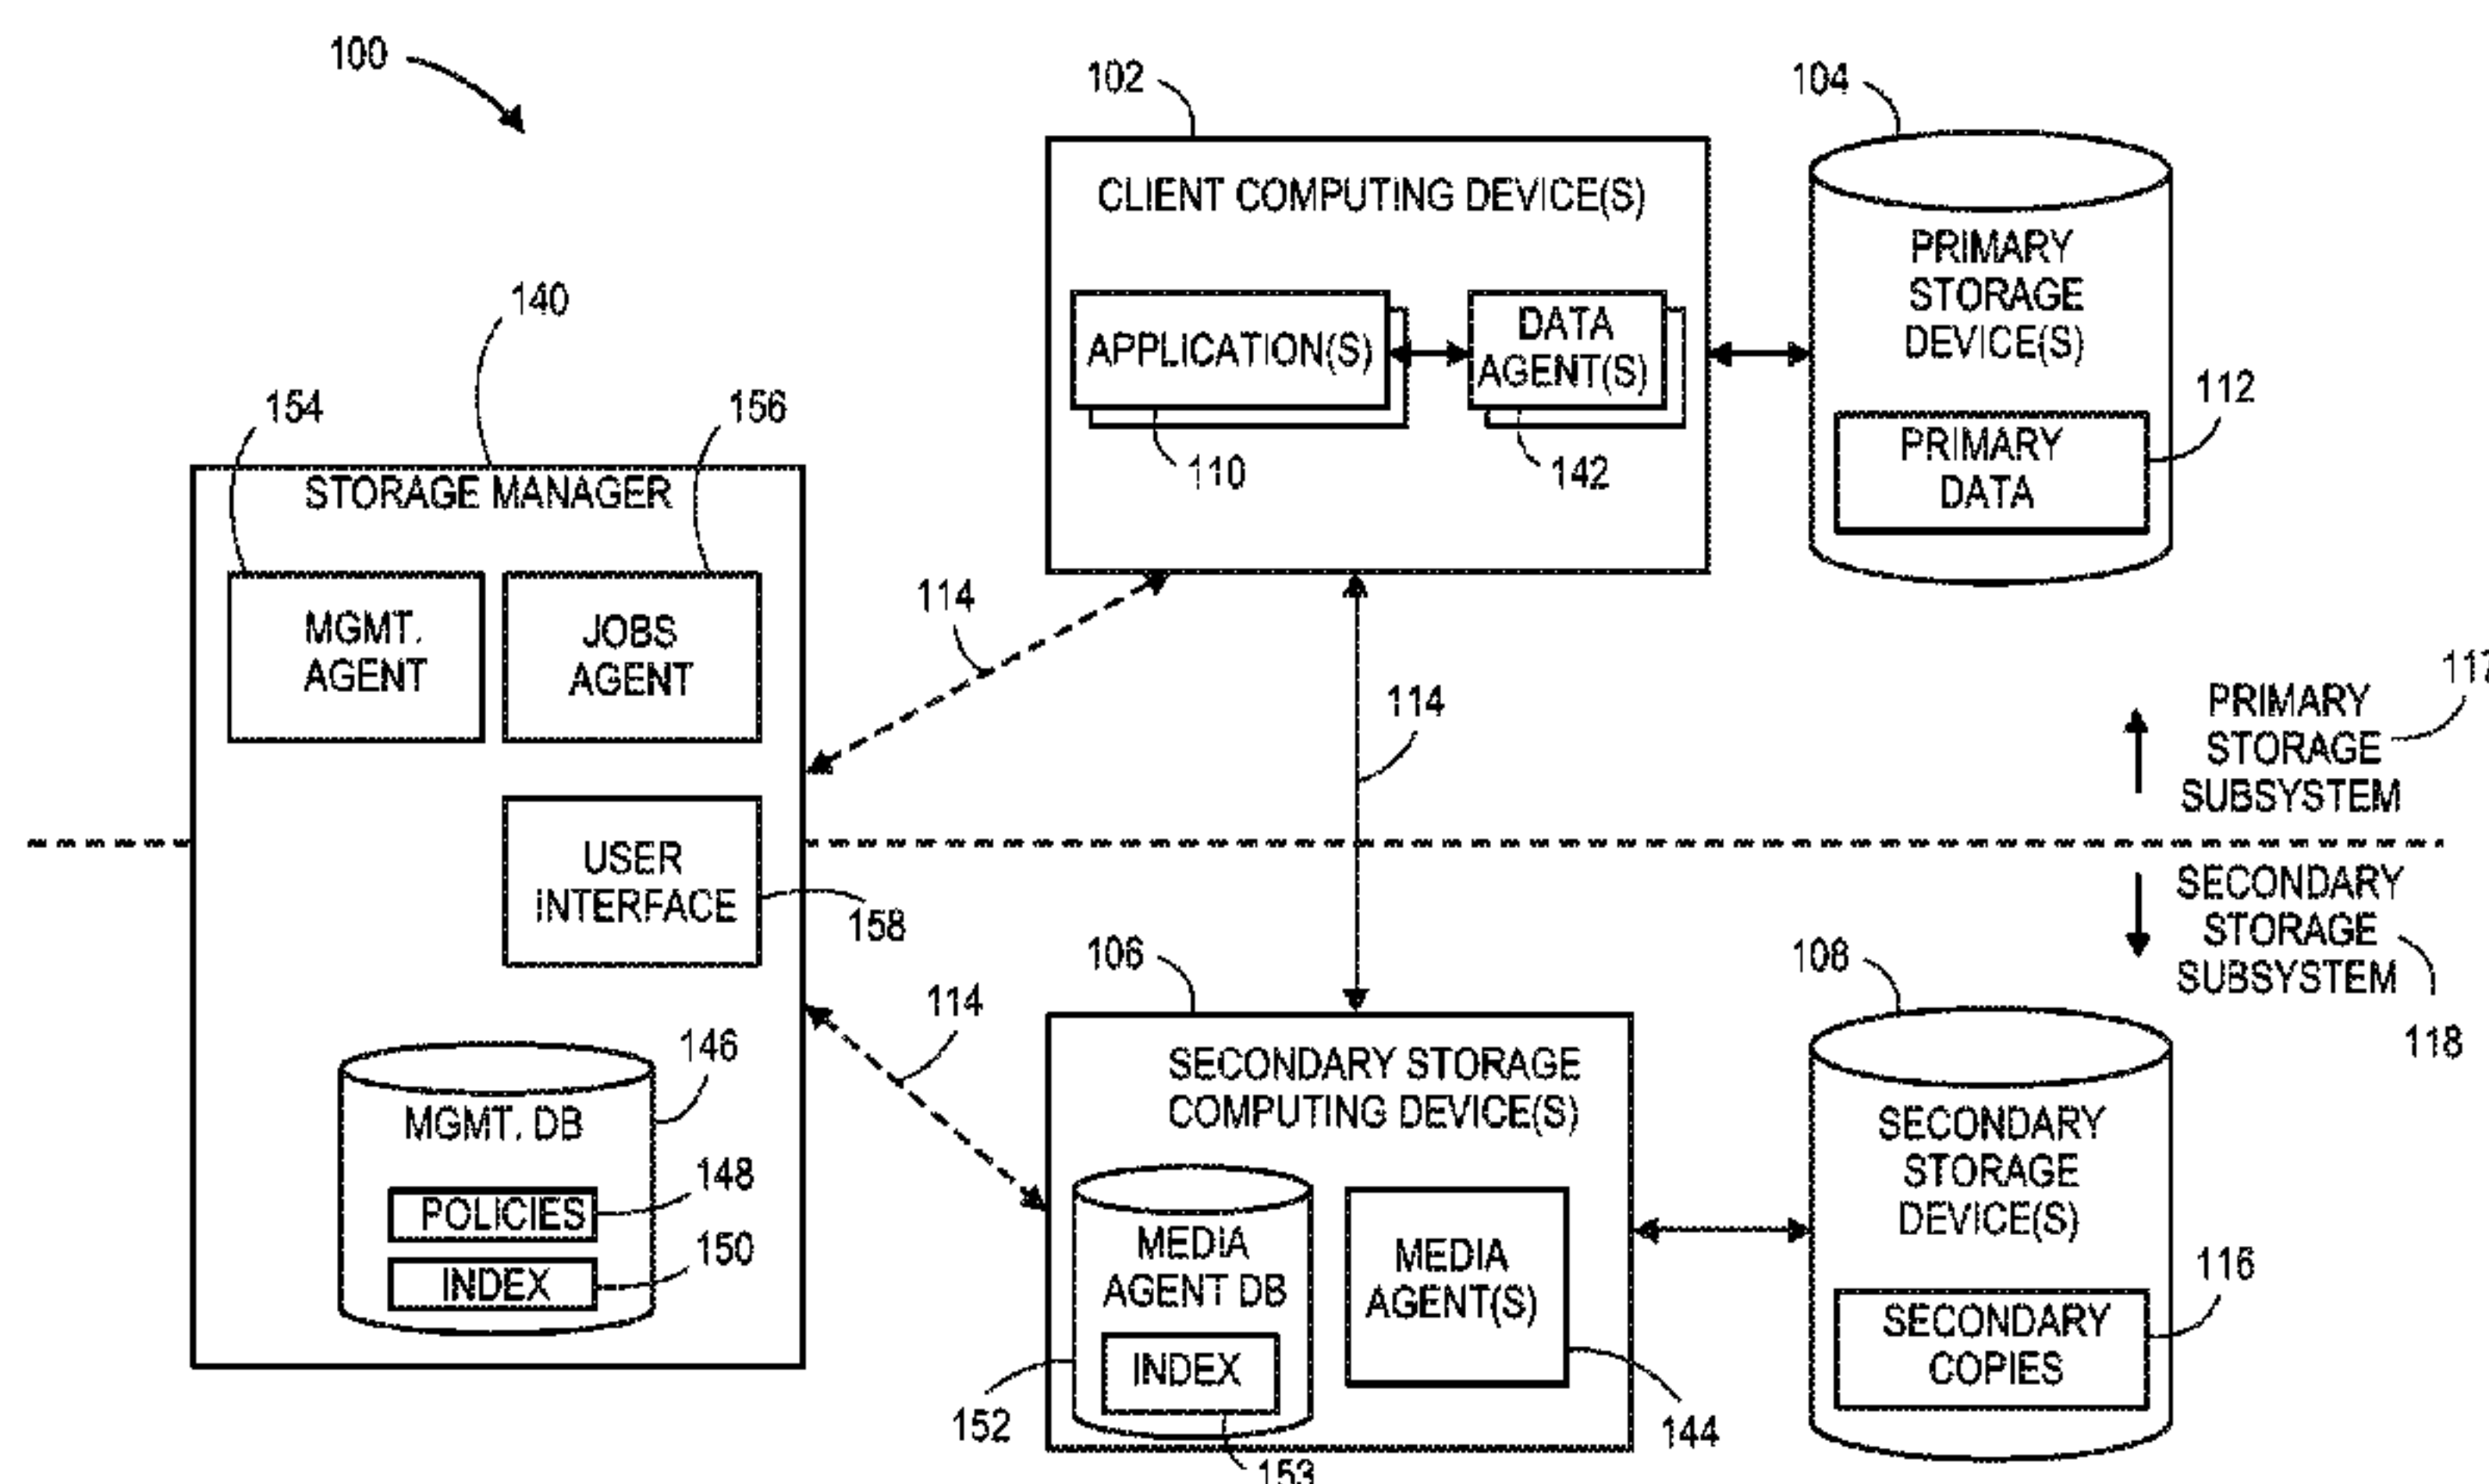 100
102
104
CLIENT COMPUTING DEVICE(S)
PRIMARY
STORAGE
DEVICE(S)
APPLICATION(S)
DATA
AGENT(S)
110
142
112
PRIMARY
DATA
140
154
156
STORAGE MANAGER
MGMT.
AGENT
JOBS
AGENT
114
114
117
PRIMARY
STORAGE
SUBSYSTEM
USER
INTERFACE
158
SECONDARY
STORAGE
SUBSYSTEM
118
114
106
108
146
MGMT. DB
148
POLICIES
150
INDEX
SECONDARY STORAGE
COMPUTING DEVICE(S)
MEDIA
AGENT DB
INDEX
MEDIA
AGENT(S)
152
153
144
SECONDARY
STORAGE
DEVICE(S)
116
SECONDARY
COPIES